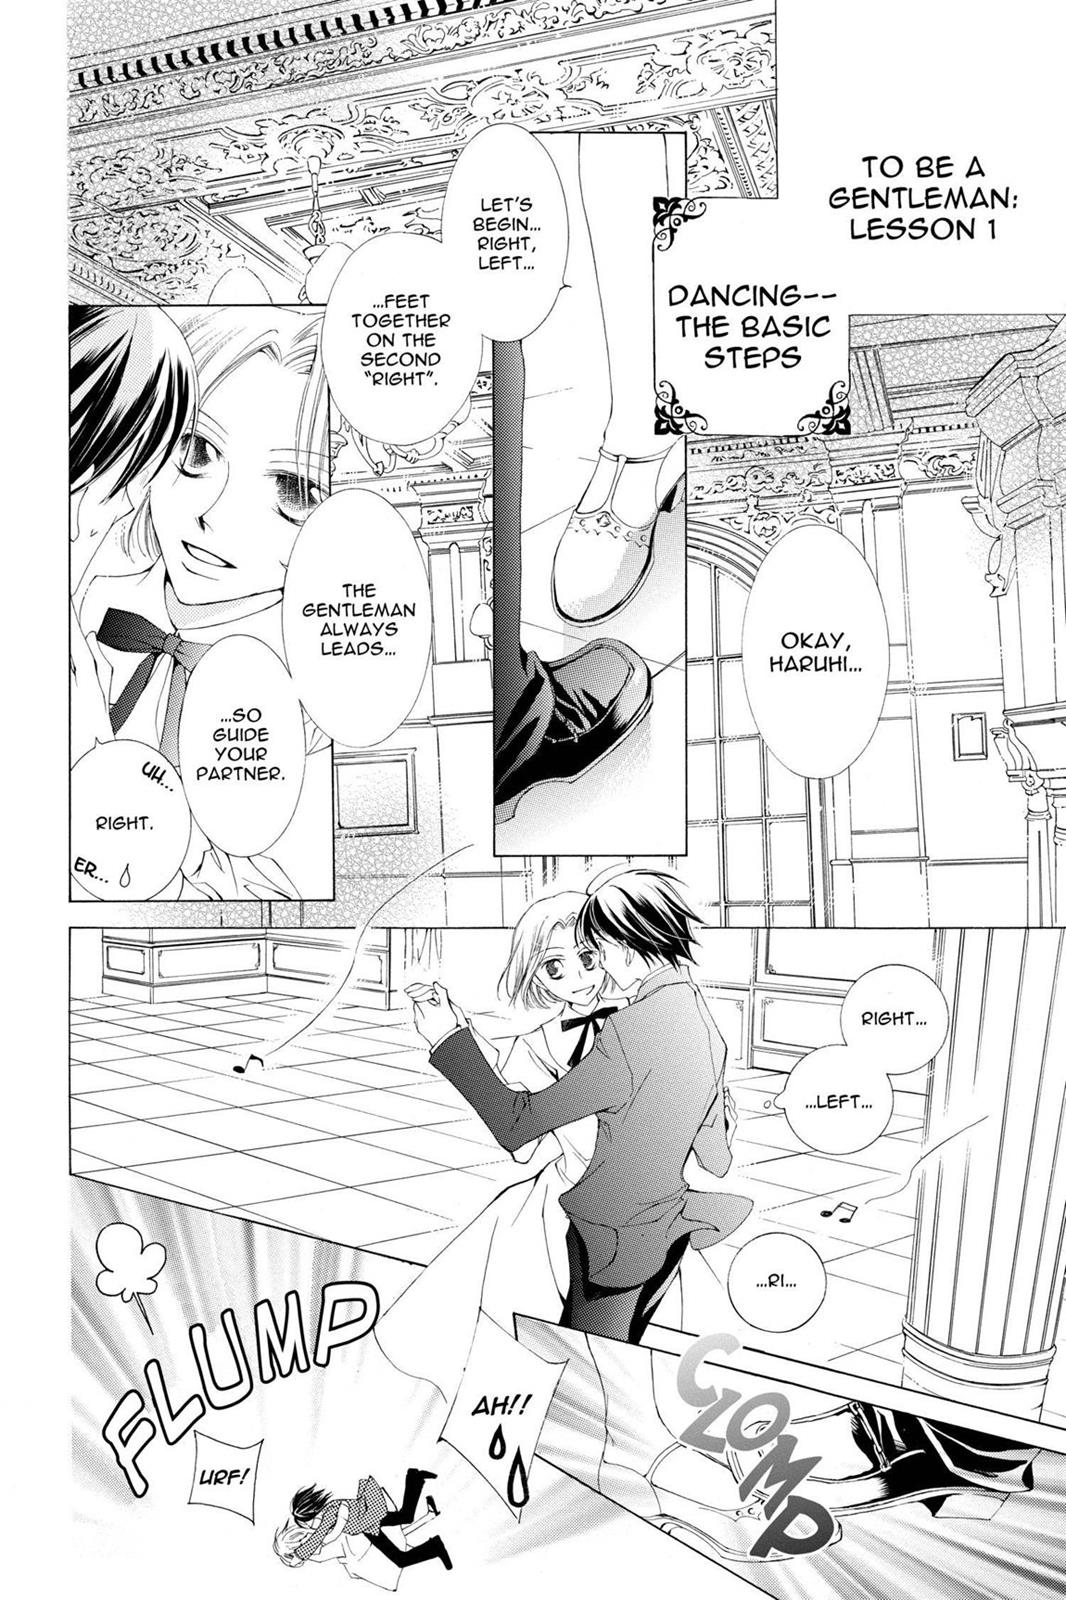 TO BE A
GENTLEMAN:
LESSON 1
DANCING--
THE BASIC
STEPS
OKAY,
HARUHI...
LET'S
BEGIN...
RIGHT,
LEFT...
...FEET
TOGETHER
ON THE
SECOND
"RIGHT".
THE
GENTLEMAN
ALWAYS
LEADS...
...SO
GUIDE
YOUR
PARTNER.
UH...
RIGHT.
ER...
RIGHT...
...LEFT...
...RI...
CLOMP
AH!!
FLUMP
URF!